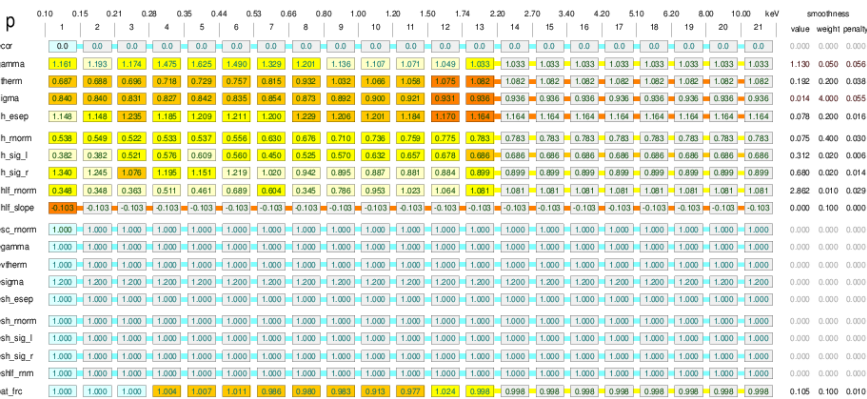 p
0.10 0.15 0.21 0.28 0.35 0.44 0.53 0.67 0.80 1.00 1.20 1.50 1.74 2.20 2.70 3.40 4.20 5.10 6.20 8.00 10.00 keV smoothness
1 2 3 4 5 6 7 8 9 10 11 12 13 14 15 16 17 18 19 20 21 value weight penalty
cor 0.0 0.0 0.0 0.0 0.0 0.0 0.0 0.0 0.0 0.0 0.0 0.0 0.0 0.0 0.0 0.0 0.0 0.0 0.0 0.0 0.0 0.000 0.000 0.000
gamma 1.161 1.193 1.174 1.475 1.625 1.490 1.329 1.201 1.136 1.107 1.071 1.049 1.033 1.033 1.033 1.033 1.033 1.033 1.033 1.033 1.033 1.130 0.050 0.056
therm 0.687 0.688 0.696 0.718 0.729 0.757 0.815 0.932 1.032 1.066 1.058 1.075 1.082 1.082 1.082 1.082 1.082 1.082 1.082 1.082 1.082 0.192 0.200 0.038
igma 0.840 0.840 0.831 0.827 0.842 0.835 0.854 0.873 0.892 0.900 0.921 0.931 0.936 0.936 0.936 0.936 0.936 0.936 0.936 0.936 0.936 0.014 4.000 0.055
h_esep 1.148 1.148 1.235 1.185 1.209 1.211 1.200 1.229 1.206 1.201 1.184 1.170 1.164 1.164 1.164 1.164 1.164 1.164 1.164 1.164 1.164 0.078 0.200 0.016
h_rnorm 0.538 0.549 0.522 0.533 0.537 0.556 0.630 0.676 0.710 0.736 0.759 0.775 0.783 0.783 0.783 0.783 0.783 0.783 0.783 0.783 0.783 0.075 0.400 0.030
h_sig_l 0.382 0.382 0.521 0.576 0.609 0.560 0.450 0.525 0.570 0.632 0.657 0.678 0.686 0.686 0.686 0.686 0.686 0.686 0.686 0.686 0.686 0.312 0.020 0.006
h_sig_r 1.340 1.245 1.076 1.195 1.151 1.219 1.020 0.942 0.895 0.887 0.881 0.884 0.899 0.899 0.899 0.899 0.899 0.899 0.899 0.899 0.899 0.680 0.020 0.014
hlf_rnorm 0.348 0.348 0.363 0.511 0.461 0.689 0.604 0.345 0.786 0.953 1.023 1.064 1.081 1.081 1.081 1.081 1.081 1.081 1.081 1.081 1.081 2.862 0.010 0.029
hlf_slope -0.103 -0.103 -0.103 -0.103 -0.103 -0.103 -0.103 -0.103 -0.103 -0.103 -0.103 -0.103 -0.103 -0.103 -0.103 -0.103 -0.103 -0.103 -0.103 -0.103 -0.103 0.000 0.100 0.000
esc_rnorm 1.000 1.000 1.000 1.000 1.000 1.000 1.000 1.000 1.000 1.000 1.000 1.000 1.000 1.000 1.000 1.000 1.000 1.000 1.000 1.000 1.000 0.000 0.000 0.000
egamma 1.000 1.000 1.000 1.000 1.000 1.000 1.000 1.000 1.000 1.000 1.000 1.000 1.000 1.000 1.000 1.000 1.000 1.000 1.000 1.000 1.000 0.000 0.000 0.000
evtherm 1.000 1.000 1.000 1.000 1.000 1.000 1.000 1.000 1.000 1.000 1.000 1.000 1.000 1.000 1.000 1.000 1.000 1.000 1.000 1.000 1.000 0.000 0.000 0.000
esigma 1.200 1.200 1.200 1.200 1.200 1.200 1.200 1.200 1.200 1.200 1.200 1.200 1.200 1.200 1.200 1.200 1.200 1.200 1.200 1.200 1.200 0.000 0.000 0.000
esh_esep 1.000 1.000 1.000 1.000 1.000 1.000 1.000 1.000 1.000 1.000 1.000 1.000 1.000 1.000 1.000 1.000 1.000 1.000 1.000 1.000 1.000 0.000 0.000 0.000
esh_rnorm 1.000 1.000 1.000 1.000 1.000 1.000 1.000 1.000 1.000 1.000 1.000 1.000 1.000 1.000 1.000 1.000 1.000 1.000 1.000 1.000 1.000 0.000 0.000 0.000
esh_sig_l 1.000 1.000 1.000 1.000 1.000 1.000 1.000 1.000 1.000 1.000 1.000 1.000 1.000 1.000 1.000 1.000 1.000 1.000 1.000 1.000 1.000 0.000 0.000 0.000
esh_sig_r 1.000 1.000 1.000 1.000 1.000 1.000 1.000 1.000 1.000 1.000 1.000 1.000 1.000 1.000 1.000 1.000 1.000 1.000 1.000 1.000 1.000 0.000 0.000 0.000
eshlf_rnm 1.000 1.000 1.000 1.000 1.000 1.000 1.000 1.000 1.000 1.000 1.000 1.000 1.000 1.000 1.000 1.000 1.000 1.000 1.000 1.000 1.000 0.000 0.000 0.000
pat_frc 1.000 1.000 1.000 1.004 1.007 1.011 0.986 0.980 0.983 0.913 0.977 1.024 0.998 0.998 0.998 0.998 0.998 0.998 0.998 0.998 0.998 0.105 0.100 0.010